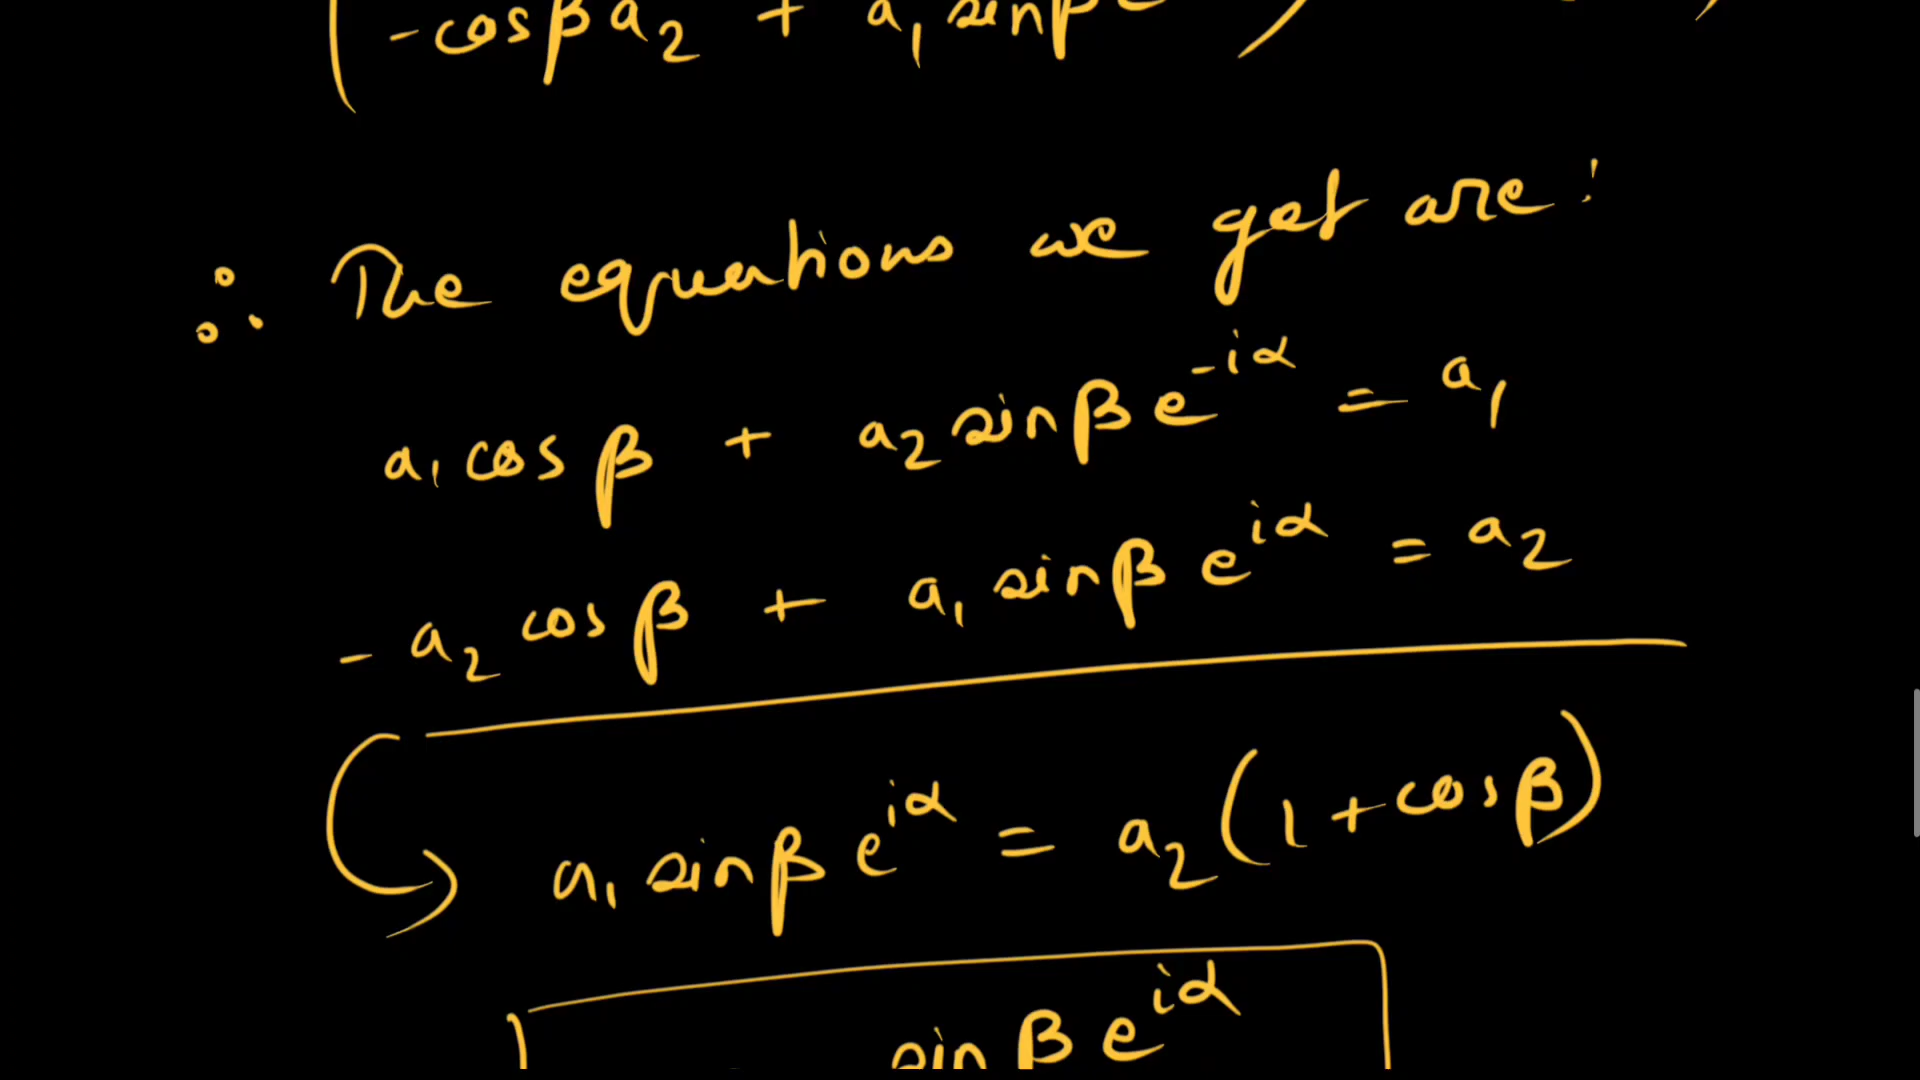 -cosβ a₂ + a₁ sinβ e
∴ The equations we get are:
a₁ cos β + a₂ sinβ e^{-iα} = a₁
- a₂ cos β + a₁ sinβ e^{iα} = a₂
a₁ sinβ e^{iα} = a₂ (1 + cos β)
sin β e^{iα}